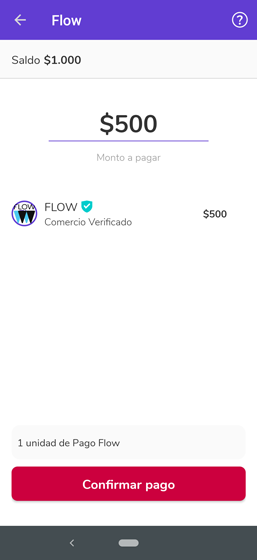 Flow
Saldo $1.000
$500
Monto a pagar
FLOW
FLOW
Comercio Verificado
$500
1 unidad de Pago Flow
Confirmar pago